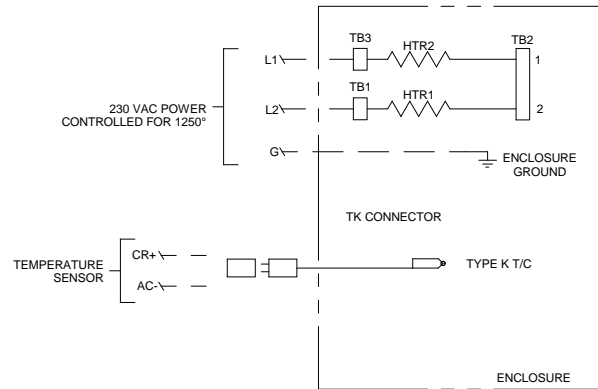 TB3
HTR2
TB2
L1
1
TB1
HTR1
230 VAC POWER
CONTROLLED FOR 1250°
L2
2
G
ENCLOSURE
GROUND
TK CONNECTOR
CR+
TEMPERATURE
SENSOR
TYPE K T/C
AC-
ENCLOSURE